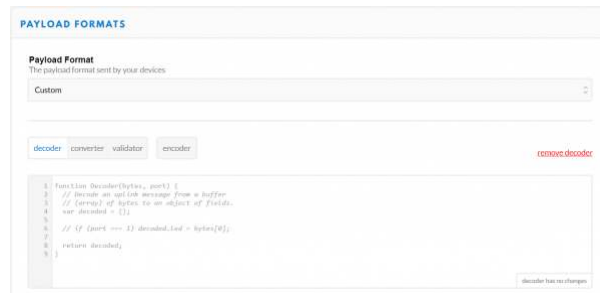 PAYLOAD FORMATS
Payload Format
The payload format sent by your devices
Custom
decoder converter validator encoder
remove decoder
1 function Decoder(bytes, port) {
2 // Decode an uplink message from a buffer
3 // (array) of bytes to an object of fields.
4 var decoded = {};
5
6 // if (port === 1) decoded.led = bytes[0];
7
8 return decoded;
9 }
decoder has no changes